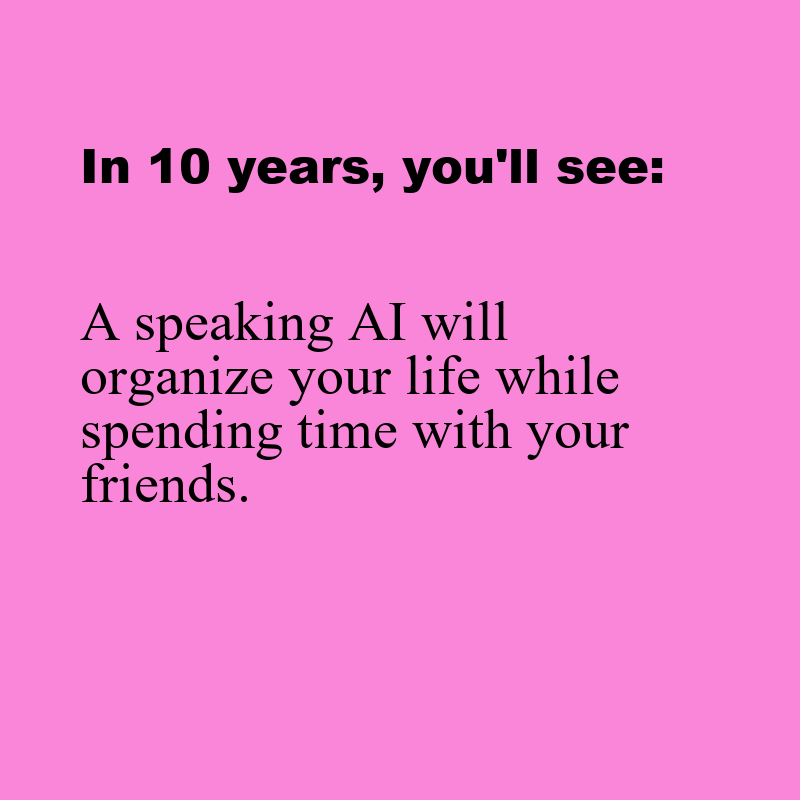 In 10 years, you'll see:
A speaking AI will
organize your life while
spending time with your
friends.